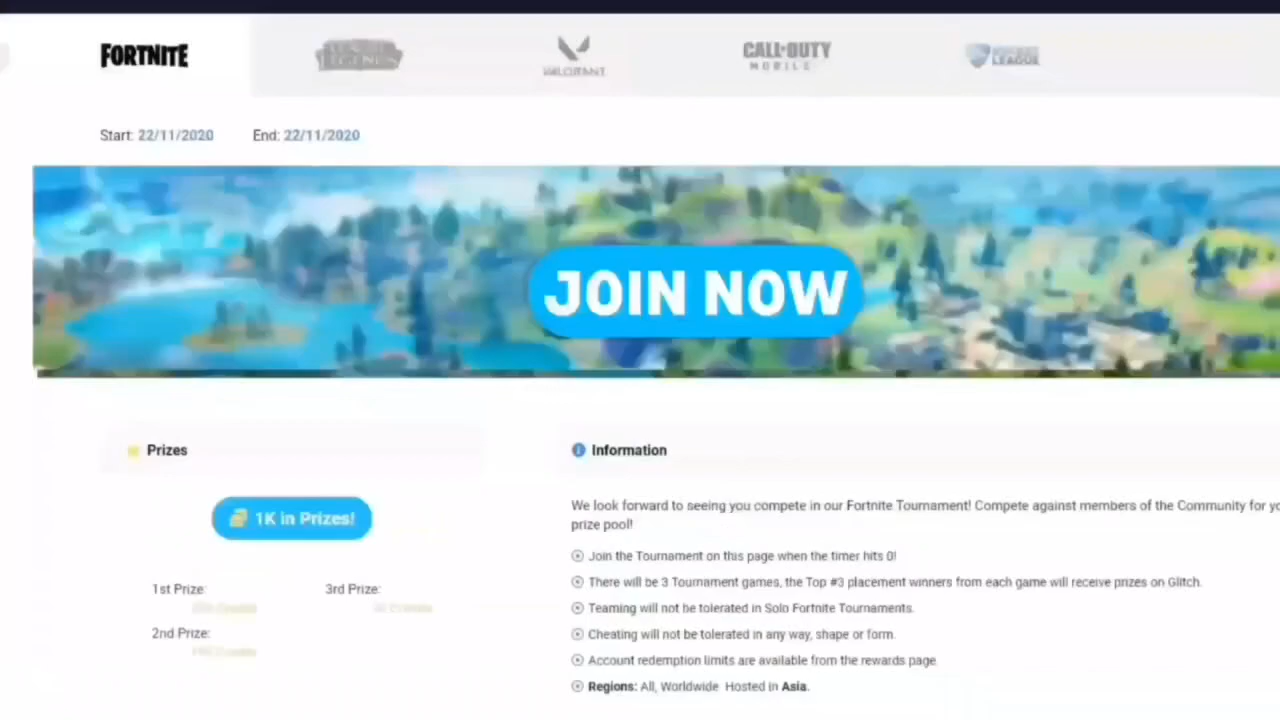 FORTNITE
LEGENDS
VALORANT
CALL OF DUTY
MOBILE
LEAGUE
Start: 22/11/2020 End: 22/11/2020
JOIN NOW
Prizes
Information
1K in Prizes!
We look forward to seeing you compete in our Fortnite Tournament! Compete against members of the Community for
prize pool!
Join the Tournament on this page when the timer hits 0!
There will be 3 Tournament games, the Top #3 placement winners from each game will receive prizes on Glitch.
Teaming will not be tolerated in Solo Fortnite Tournaments.
Cheating will not be tolerated in any way, shape or form.
Account redemption limits are available from the rewards page
Regions: All, Worldwide Hosted in Asia.
1st Prize:
3rd Prize:
2nd Prize: